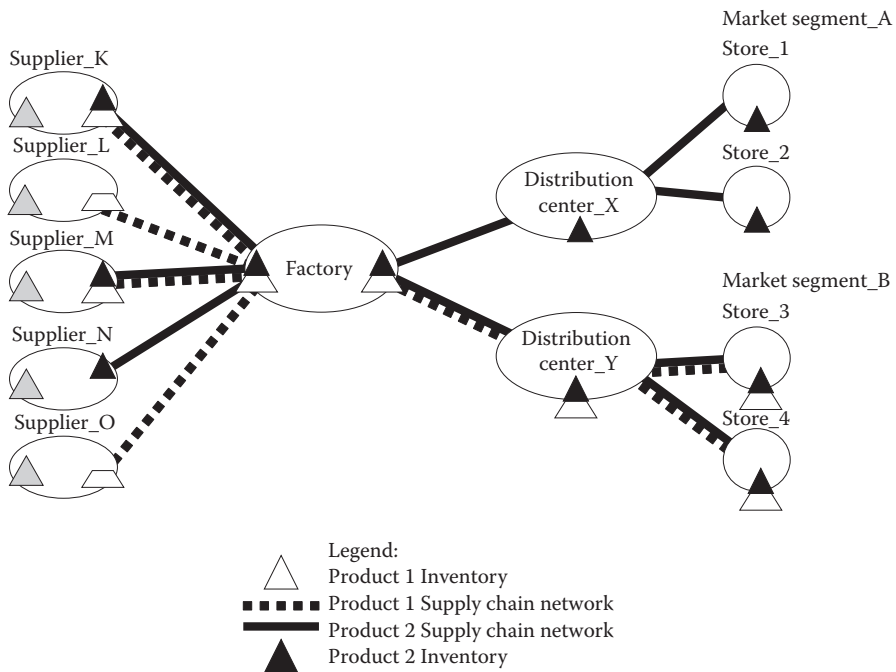 Market segment_A
Supplier_K
Store_1
Supplier_L
Store_2
Distribution
center_X
Supplier_M
Factory
Market segment_B
Store_3
Supplier_N
Distribution
center_Y
Supplier_O
Store_4
Legend:
Product 1 Inventory
Product 1 Supply chain network
Product 2 Supply chain network
Product 2 Inventory